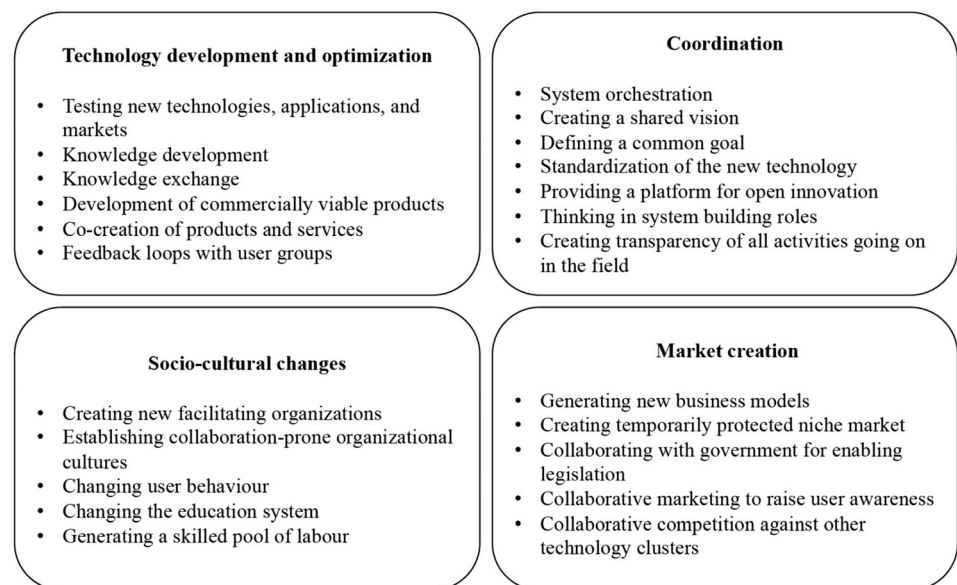 Technology development and optimization
• Testing new technologies, applications, and
markets
• Knowledge development
• Knowledge exchange
• Development of commercially viable products
• Co-creation of products and services
• Feedback loops with user groups
Coordination
• System orchestration
• Creating a shared vision
• Defining a common goal
• Standardization of the new technology
• Providing a platform for open innovation
• Thinking in system building roles
• Creating transparency of all activities going on
in the field
Socio-cultural changes
• Creating new facilitating organizations
• Establishing collaboration-prone organizational
cultures
• Changing user behaviour
• Changing the education system
• Generating a skilled pool of labour
Market creation
• Generating new business models
• Creating temporarily protected niche market
• Collaborating with government for enabling
legislation
• Collaborative marketing to raise user awareness
• Collaborative competition against other
technology clusters